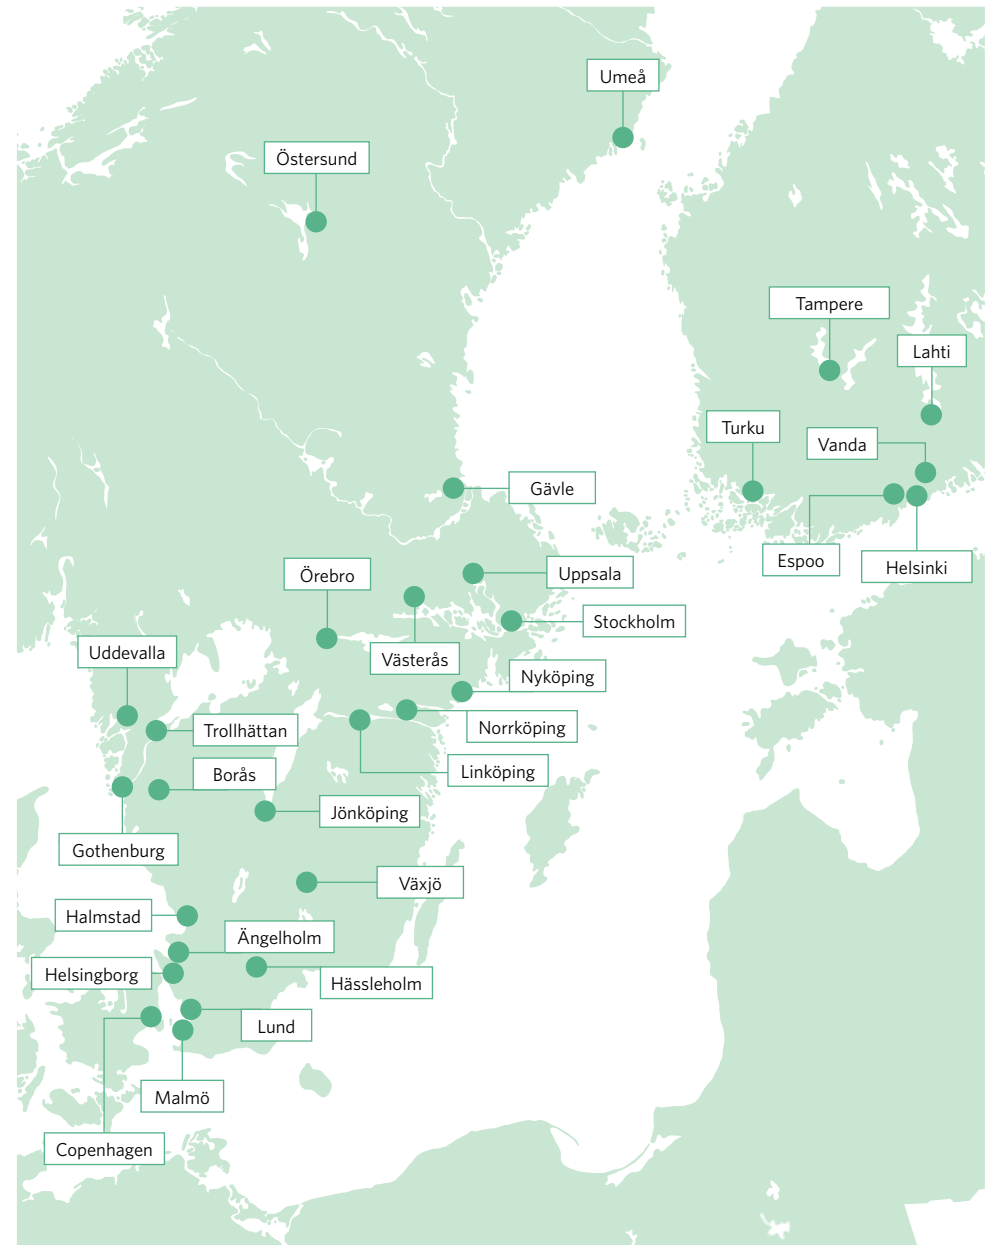 Umeå
Östersund
Tampere
Lahti
Turku
Vanda
Gävle
Espoo
Helsinki
Uppsala
Örebro
Stockholm
Västerås
Uddevalla
Nyköping
Norrköping
Trollhättan
Linköping
Borås
Jönköping
Gothenburg
Växjö
Halmstad
Ängelholm
Helsingborg
Hässleholm
Lund
Malmö
Copenhagen